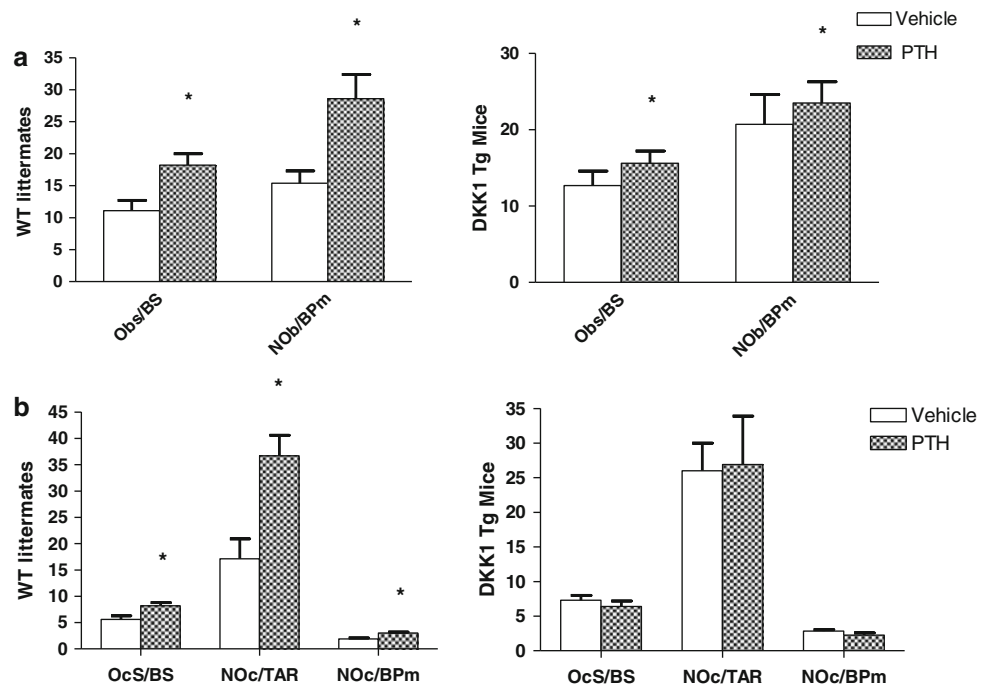 a
WT littermates
35
30
25
20
15
10
5
0
*
*
Obs/BS
NOb/BPm
DKK1 Tg Mice
30
20
10
0
*
*
Obs/BS
NOb/BPm
Vehicle
PTH
b
WT littermates
45
40
35
30
25
20
15
10
5
0
*
*
*
OcS/BS NOc/TAR NOc/BPm
DKK1 Tg Mice
35
30
25
20
15
10
5
0
OcS/BS NOc/TAR NOc/BPm
Vehicle
PTH